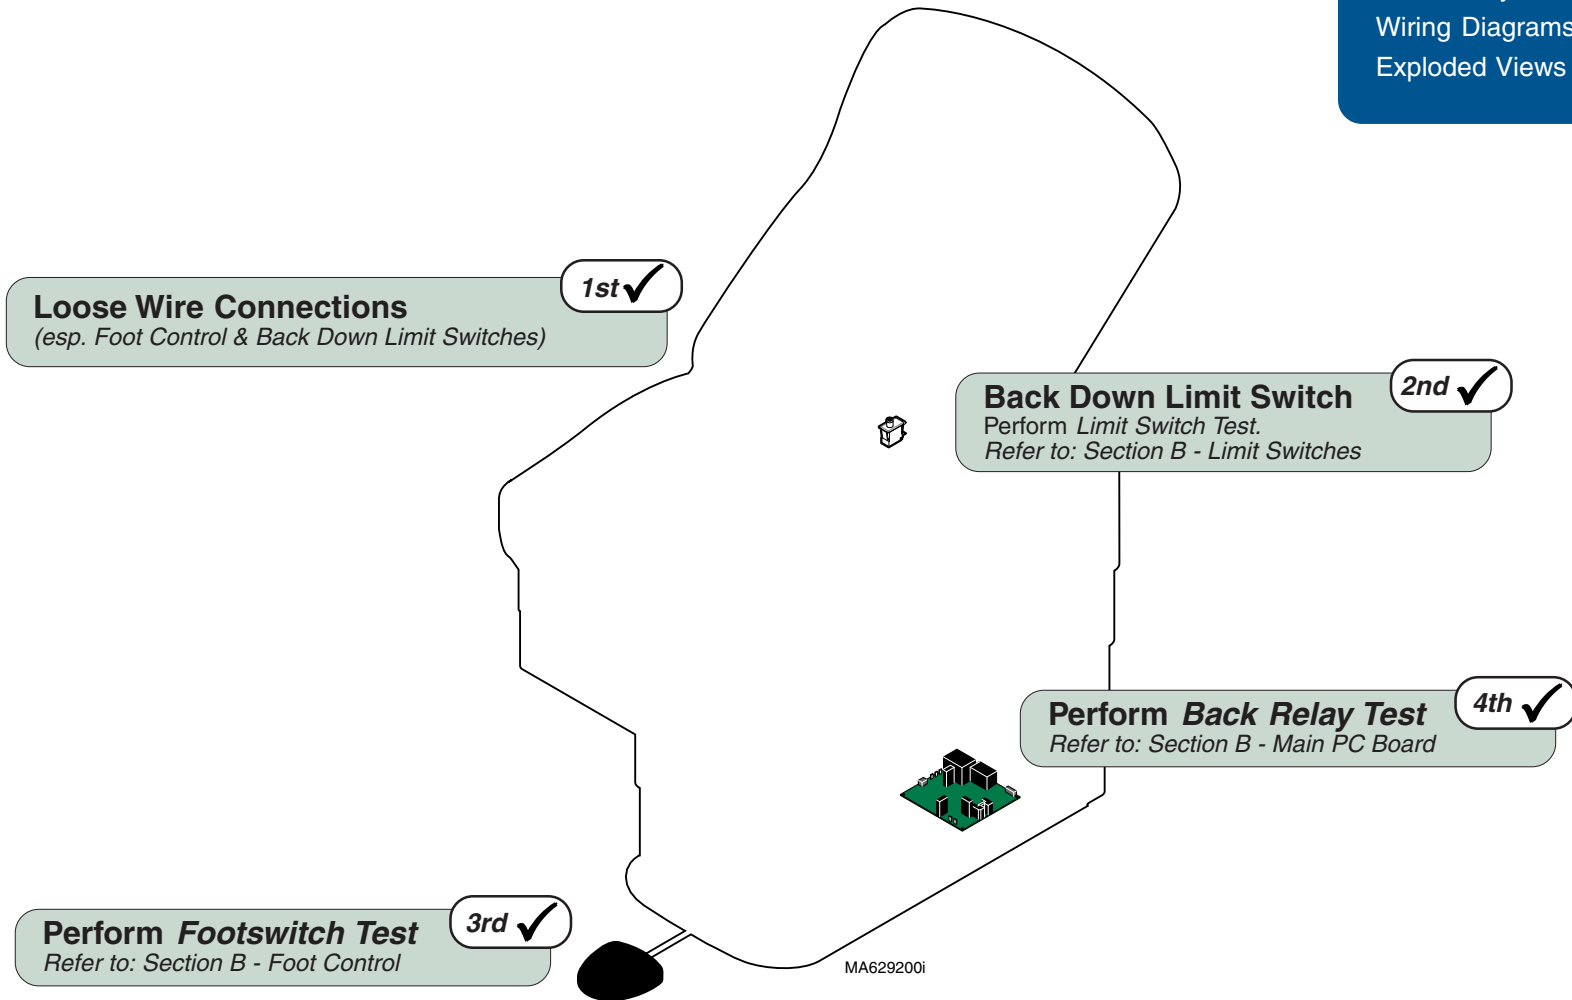 Wiring Diagrams
Exploded Views
1st
Loose Wire Connections
(esp. Foot Control & Back Down Limit Switches)
2nd
Back Down Limit Switch
Perform Limit Switch Test.
Refer to: Section B - Limit Switches
4th
Perform Back Relay Test
Refer to: Section B - Main PC Board
3rd
Perform Footswitch Test
Refer to: Section B - Foot Control
MA629200i